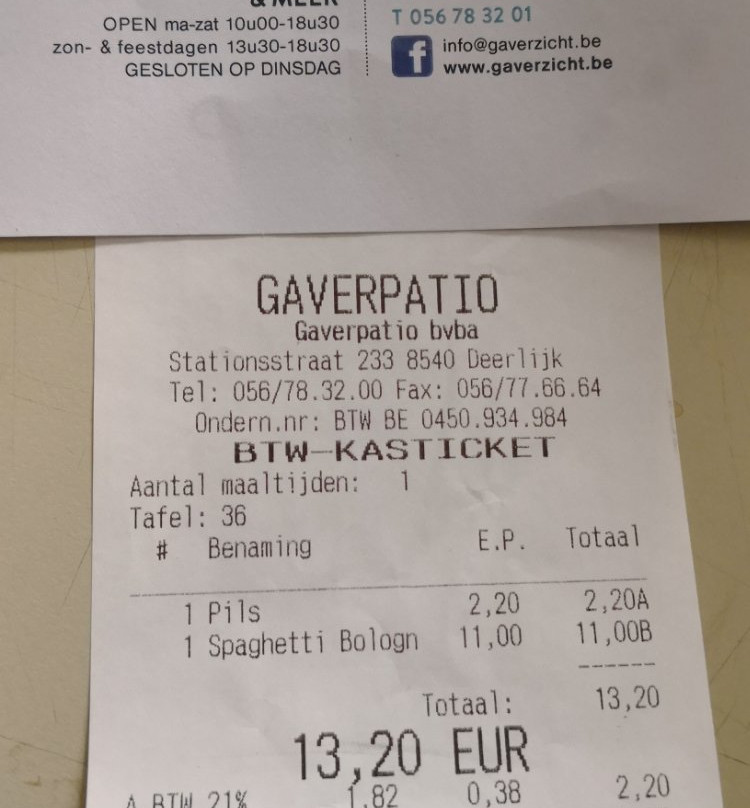 & MEER
OPEN ma-zat 10u00-18u30
zon- & feestdagen 13u30-18u30
GESLOTEN OP DINSDAG
T 056 78 32 01
f info@gaverzicht.be
www.gaverzicht.be
GAVERPATIO
Gaverpatio bvba
Stationsstraat 233 8540 Deerlijk
Tel: 056/78.32.00 Fax: 056/77.66.64
Ondern.nr: BTW BE 0450.934.984
BTW-KASTICKET
Aantal maaltijden: 1
Tafel: 36
# Benaming E.P. Totaal
1 Pils 2,20 2,20A
1 Spaghetti Bologn 11,00 11,00B
Totaal: 13,20
13,20 EUR
A BTW 21% 1,82 0,38 2,20